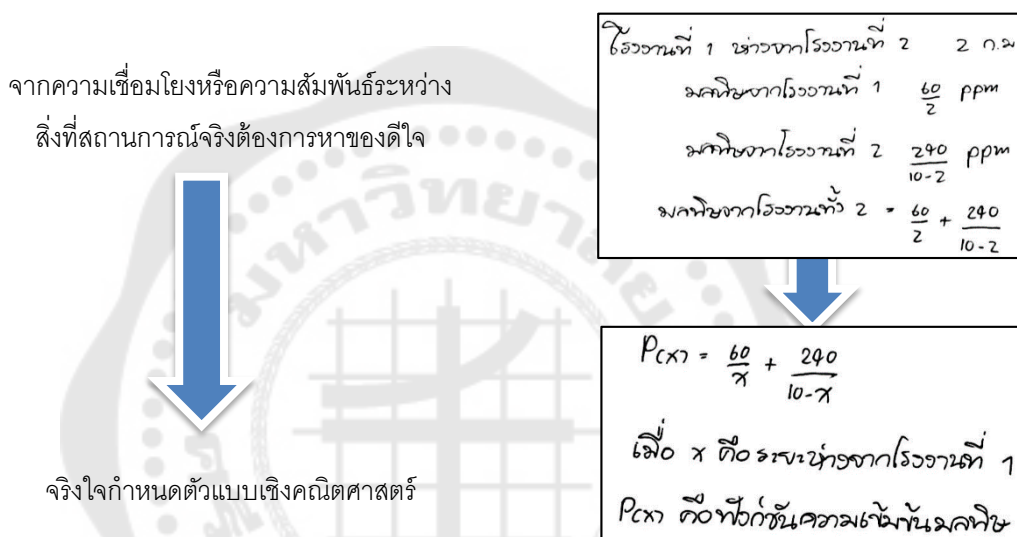 จากความเชื่อมโยงหรือความสัมพันธ์ระหว่าง
สิ่งที่สถานการณ์จริงต้องการหาของดีใจ
จริงใจกำหนดตัวแบบเชิงคณิตศาสตร์
โรงงานที่ 1 ห่างจากโรงงานที่ 2 2 ก.ม
มลพิษจากโรงงานที่ 1 60/2 ppm
มลพิษจากโรงงานที่ 2 240/10-2 ppm
มลพิษจากโรงงานทั้ง 2 = 60/2 + 240/10-2
P(x) = 60/x + 240/10-x
เมื่อ x คือระยะห่างจากโรงงานที่ 1
P(x) คือฟังก์ชันความเข้มข้นมลพิษ
มหาวิทยาลัย